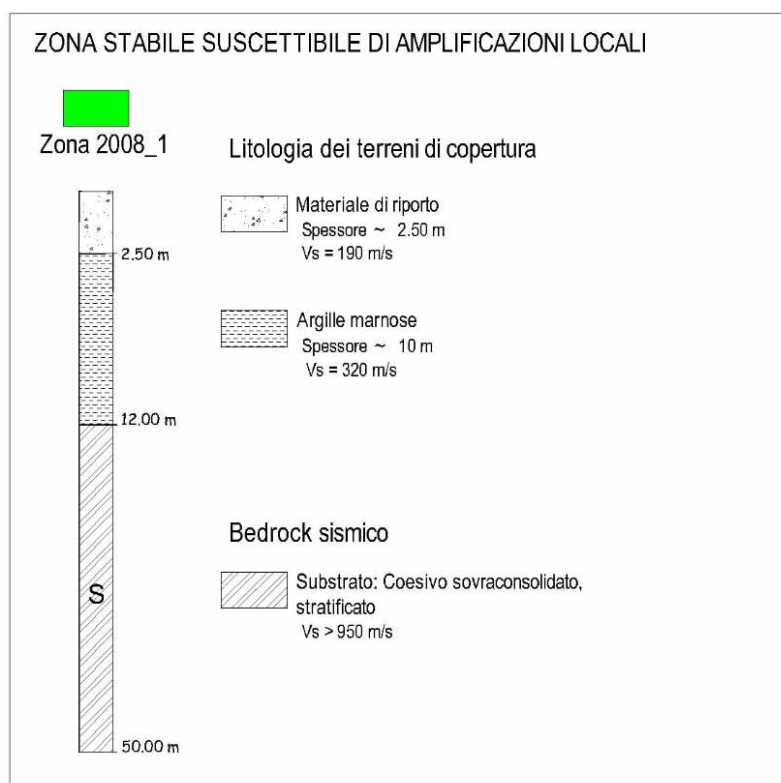 ZONA STABILE SUSCETTIBILE DI AMPLIFICAZIONI LOCALI
Zona 2008_1
Litologia dei terreni di copertura
Materiale di riporto
Spessore ~ 2.50 m
Vs = 190 m/s
2.50 m
Argille marnose
Spessore ~ 10 m
Vs = 320 m/s
12.00 m
Bedrock sismico
Substrato: Coesivo sovraconsolidato,
stratificato
Vs > 950 m/s
S
50.00 m